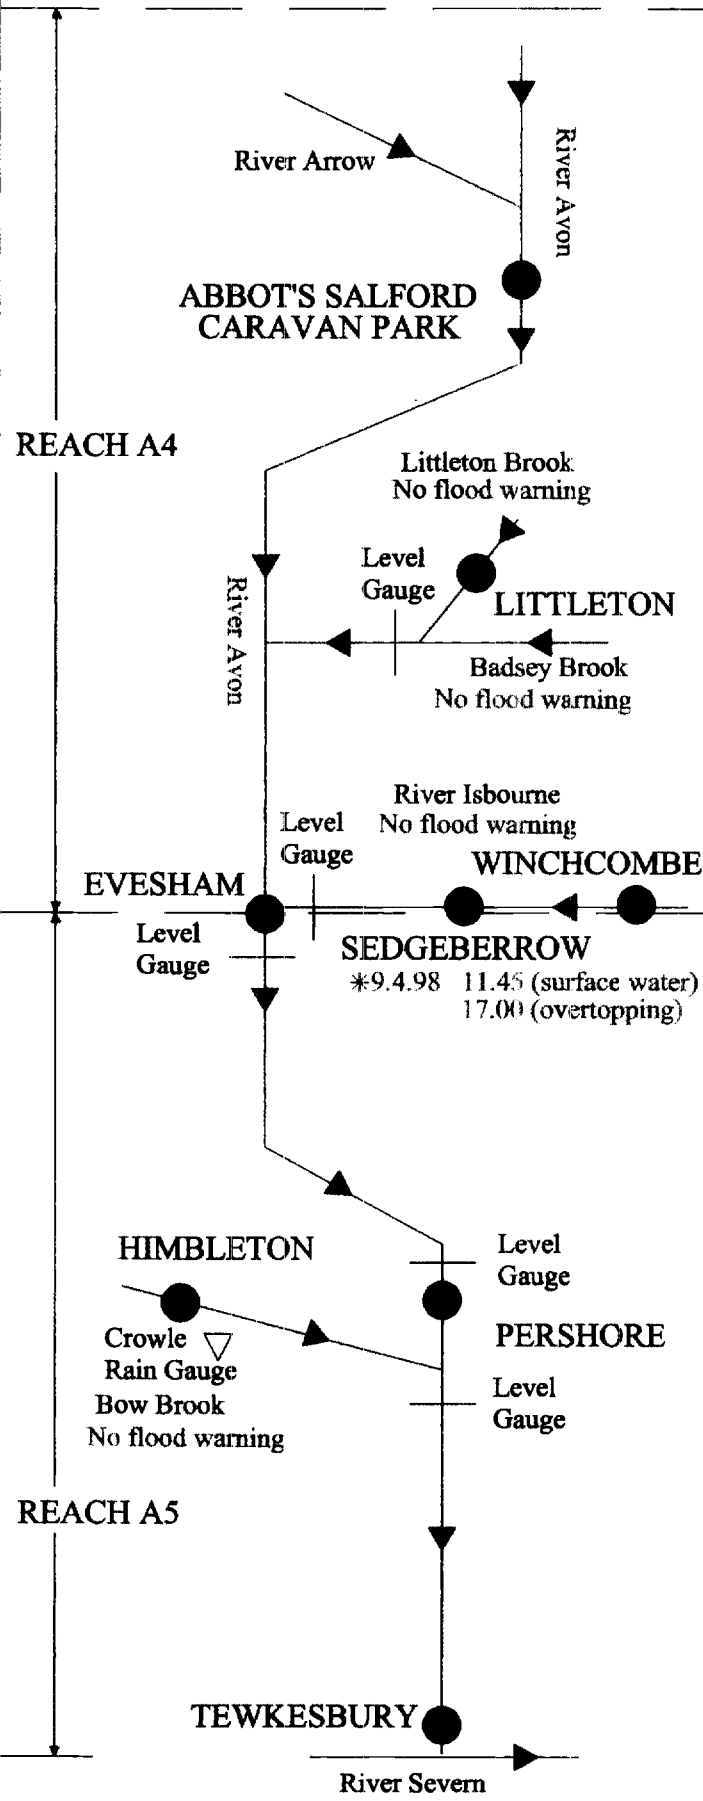 River Arrow
River Avon
ABBOT'S SALFORD
CARAVAN PARK
REACH A4
Littleton Brook
No flood warning
Level
Gauge
LITTLETON
River Avon
Badsey Brook
No flood warning
River Isbourne
No flood warning
Level
Gauge
WINCHCOMBE
EVESHAM
Level
Gauge
SEDGEBERROW
*9.4.98 11.45 (surface water)
17.00 (overtopping)
HIMBLETON
Level
Gauge
Crowle
Rain Gauge
PERSHORE
Bow Brook
No flood warning
Level
Gauge
REACH A5
TEWKESBURY
River Severn